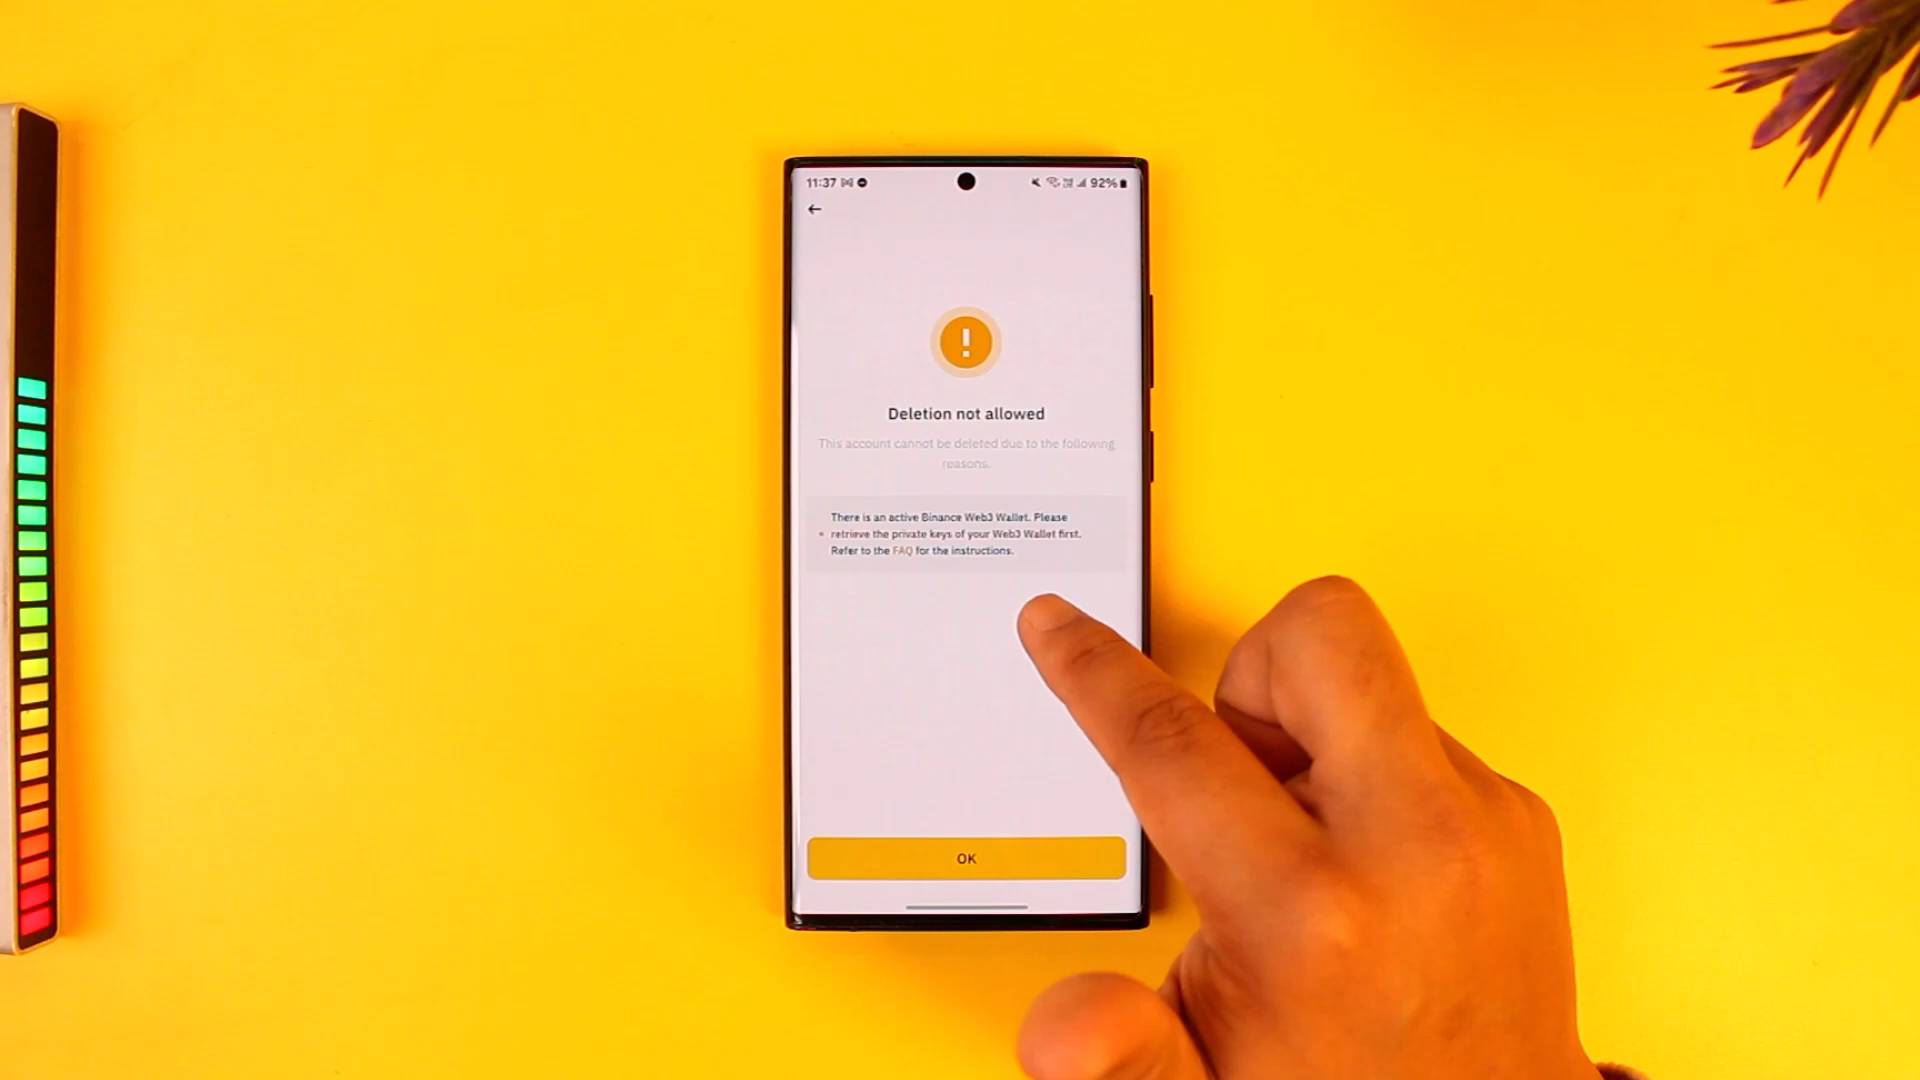 11:37
92%
Deletion not allowed
This account cannot be deleted due to the following
reasons.
There is an active Binance Web3 Wallet. Please
retrieve the private keys of your Web3 Wallet first.
Refer to the FAQ for the instructions.
OK